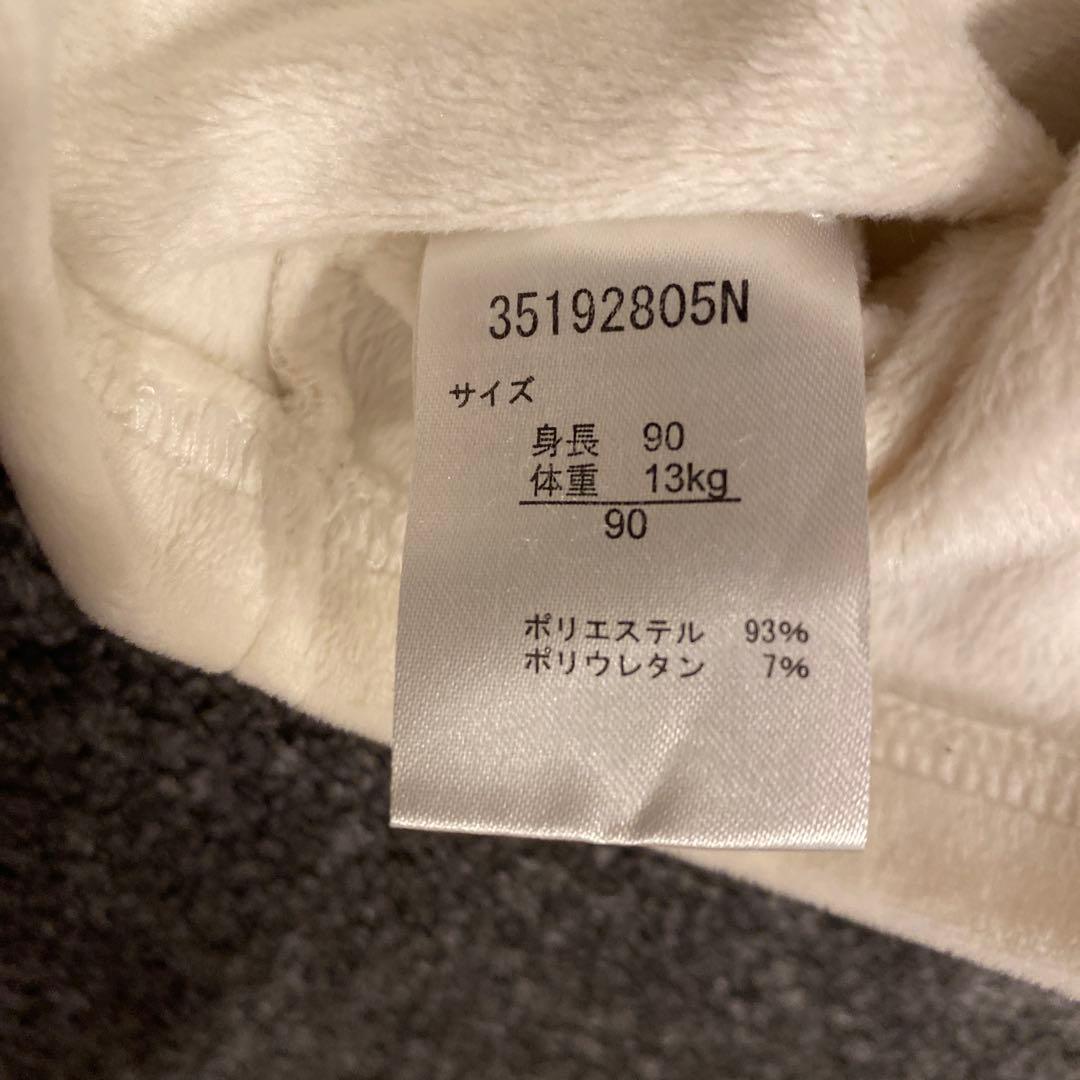 35192805N
サイズ
身長 90
体重 13kg
90
ポリエステル 93%
ポリウレタン 7%